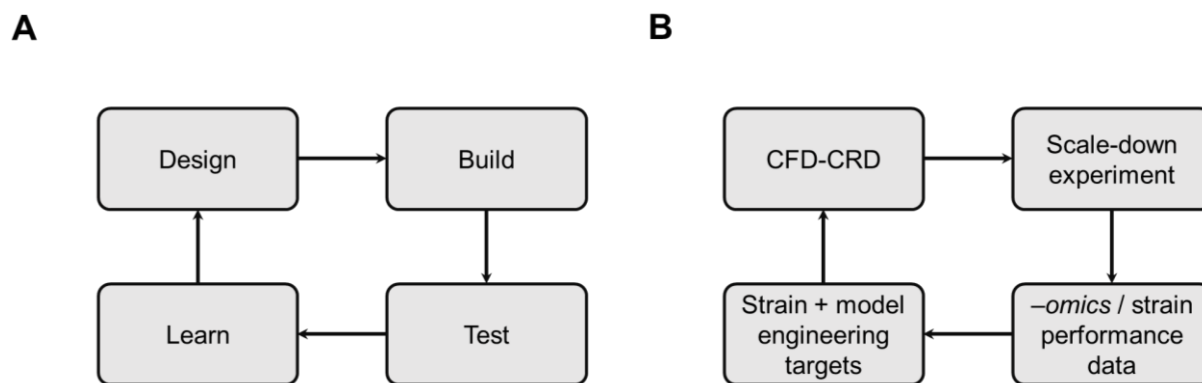 A
B
Design
Build
Learn
Test
CFD-CRD
Scale-down
experiment
Strain + model
engineering
targets
–omics / strain
performance
data